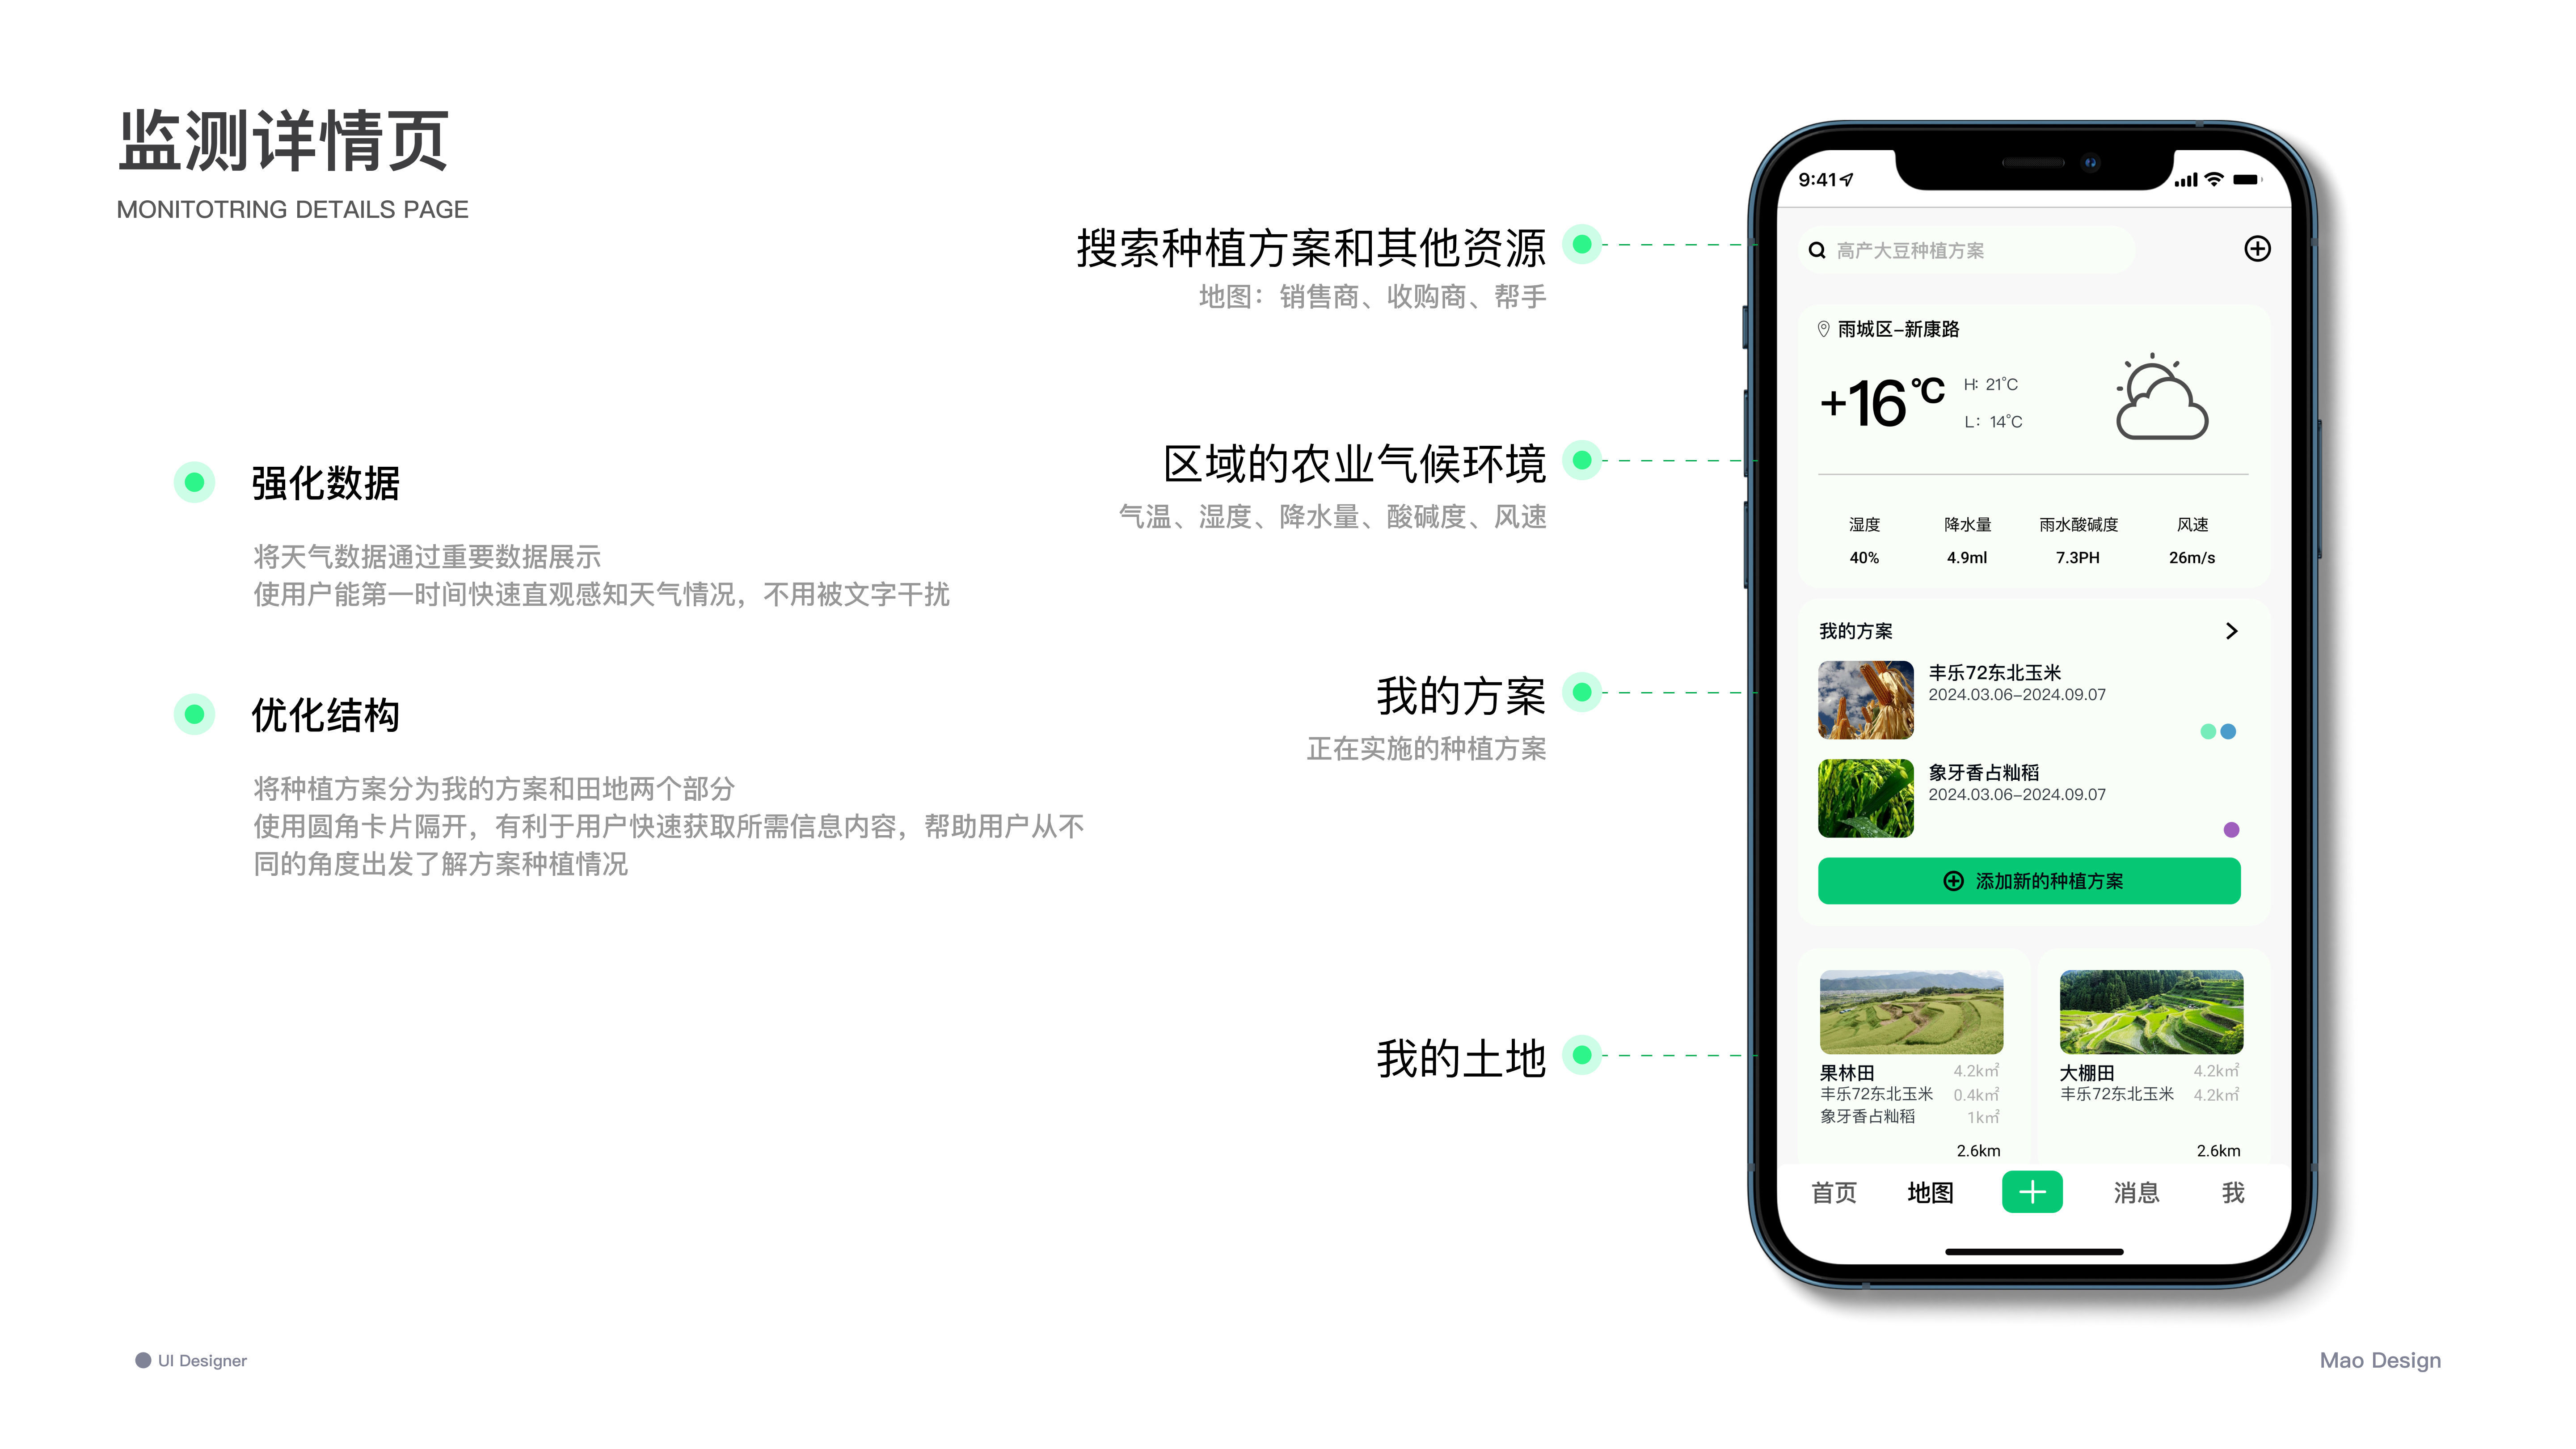 监测详情页
MONITOTRING DETAILS PAGE
强化数据
将天气数据通过重要数据展示
使用户能第一时间快速直观感知天气情况，不用被文字干扰
优化结构
将种植方案分为我的方案和田地两个部分
使用圆角卡片隔开，有利于用户快速获取所需信息内容，帮助用户从不
同的角度出发了解方案种植情况
搜索种植方案和其他资源
地图：销售商、收购商、帮手
区域的农业气候环境
气温、湿度、降水量、酸碱度、风速
我的方案
正在实施的种植方案
我的土地
9:41
高产大豆种植方案
雨城区–新康路
+16℃
H: 21°C
L: 14°C
湿度 降水量 雨水酸碱度 风速
40% 4.9ml 7.3PH 26m/s
我的方案
丰乐72东北玉米
2024.03.06–2024.09.07
象牙香占籼稻
2024.03.06–2024.09.07
添加新的种植方案
果林田 4.2km²
丰乐72东北玉米 0.4km²
象牙香占籼稻 1km²
2.6km
大棚田 4.2km²
丰乐72东北玉米 4.2km²
2.6km
首页 地图 消息 我
UI Designer
Mao Design